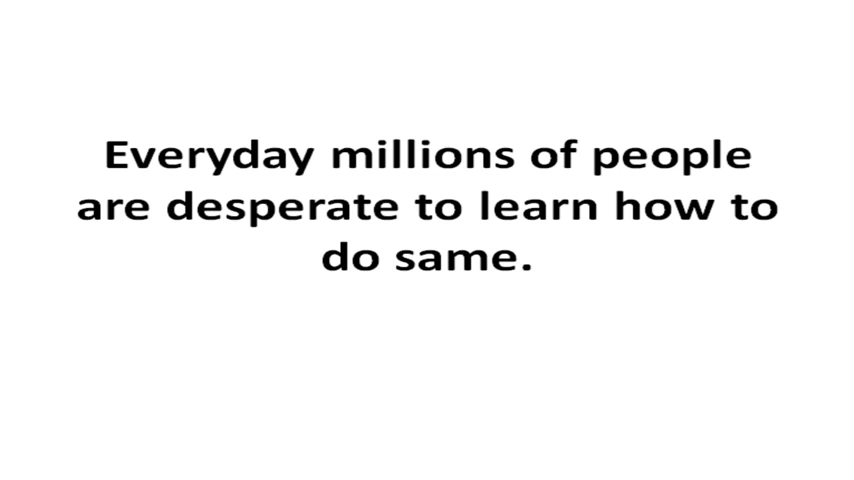 Everyday millions of people
are desperate to learn how to
do same.